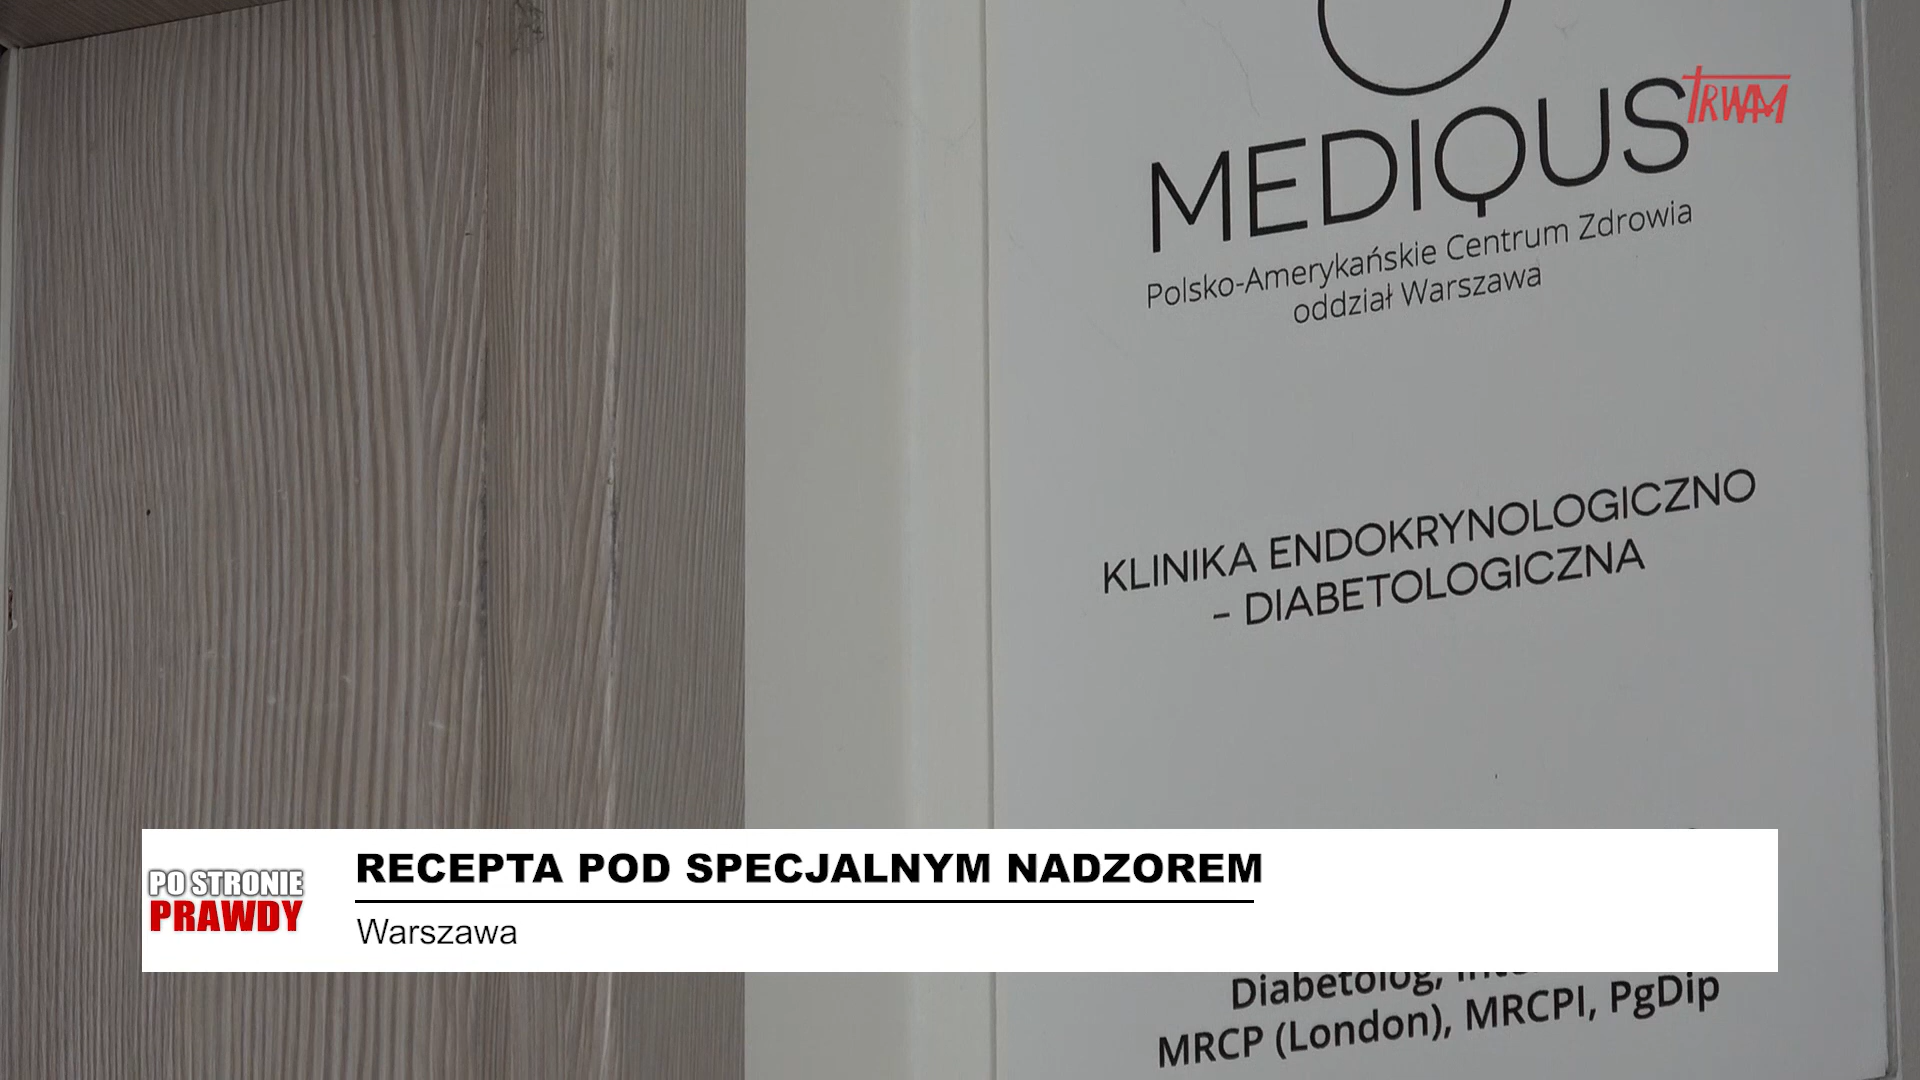 TRWAM
MEDIQUS
Polsko-Amerykańskie Centrum Zdrowia
oddział Warszawa
KLINIKA ENDOKRYNOLOGICZNO
– DIABETOLOGICZNA
PO STRONIE
PRAWDY
RECEPTA POD SPECJALNYM NADZOREM
Warszawa
Diabetolog,
MRCP (London), MRCPI, PgDip